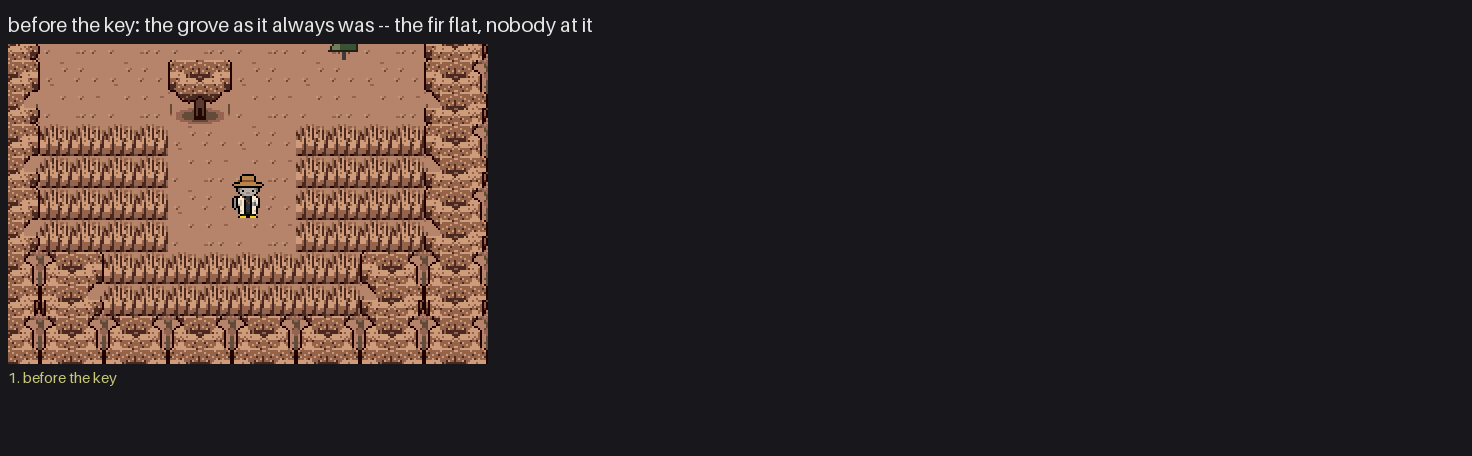 before the key: the grove as it always was -- the fir flat, nobody at it
1. before the key